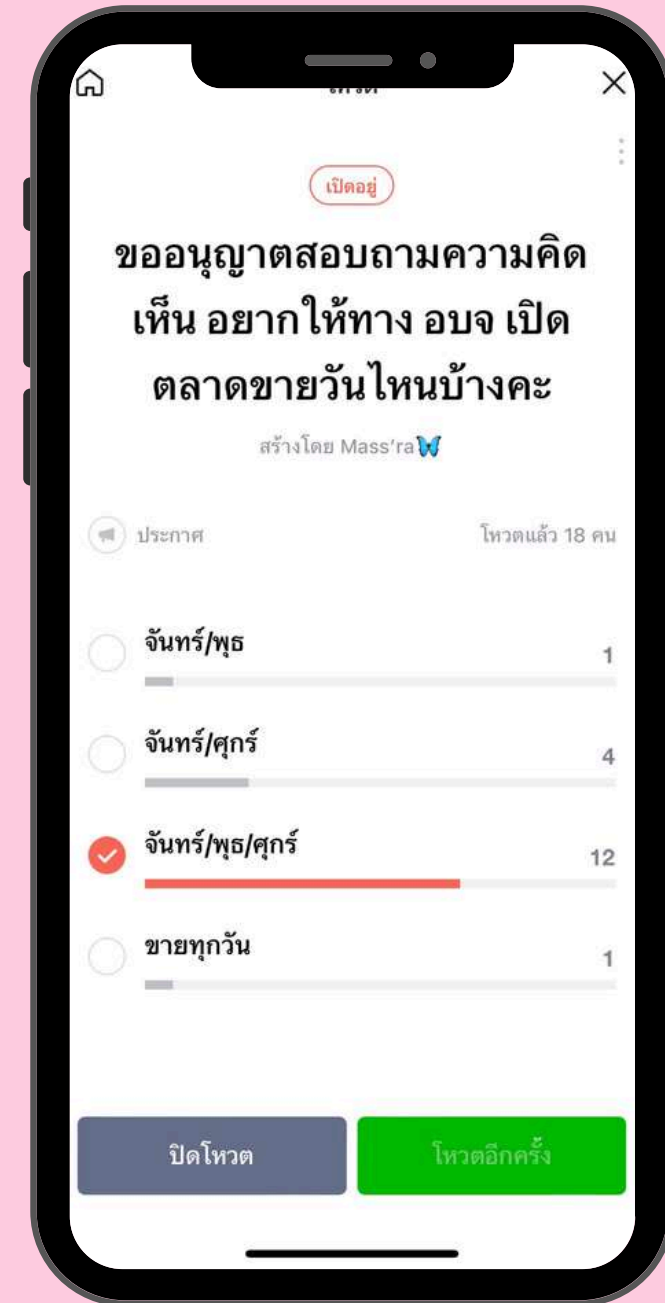 เปิดอยู่
ขออนุญาตสอบถามความคิด
เห็น อยากให้ทาง อบจ เปิด
ตลาดขายวันไหนบ้างคะ
สร้างโดย Mass'ra🦋
ประกาศ
โหวตแล้ว 18 คน
จันทร์/พุธ
1
จันทร์/ศุกร์
4
จันทร์/พุธ/ศุกร์
12
ขายทุกวัน
1
ปิดโหวต
โหวตอีกครั้ง